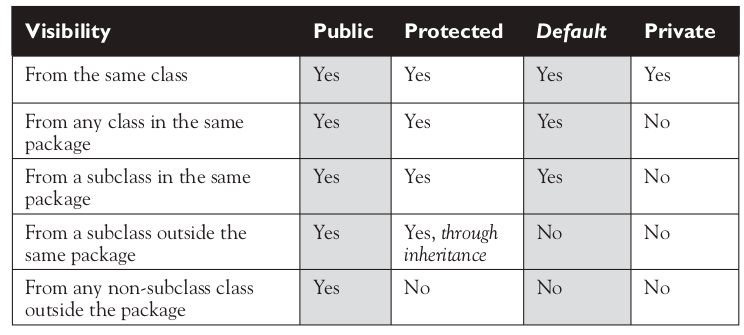 Visibility Public Protected Default Private
From the same class Yes Yes Yes Yes
From any class in the same Yes Yes Yes No
package
From a subclass in the same Yes Yes Yes No
package
From a subclass outside the Yes Yes, through No No
same package inheritance
From any non-subclass class Yes No No No
outside the package